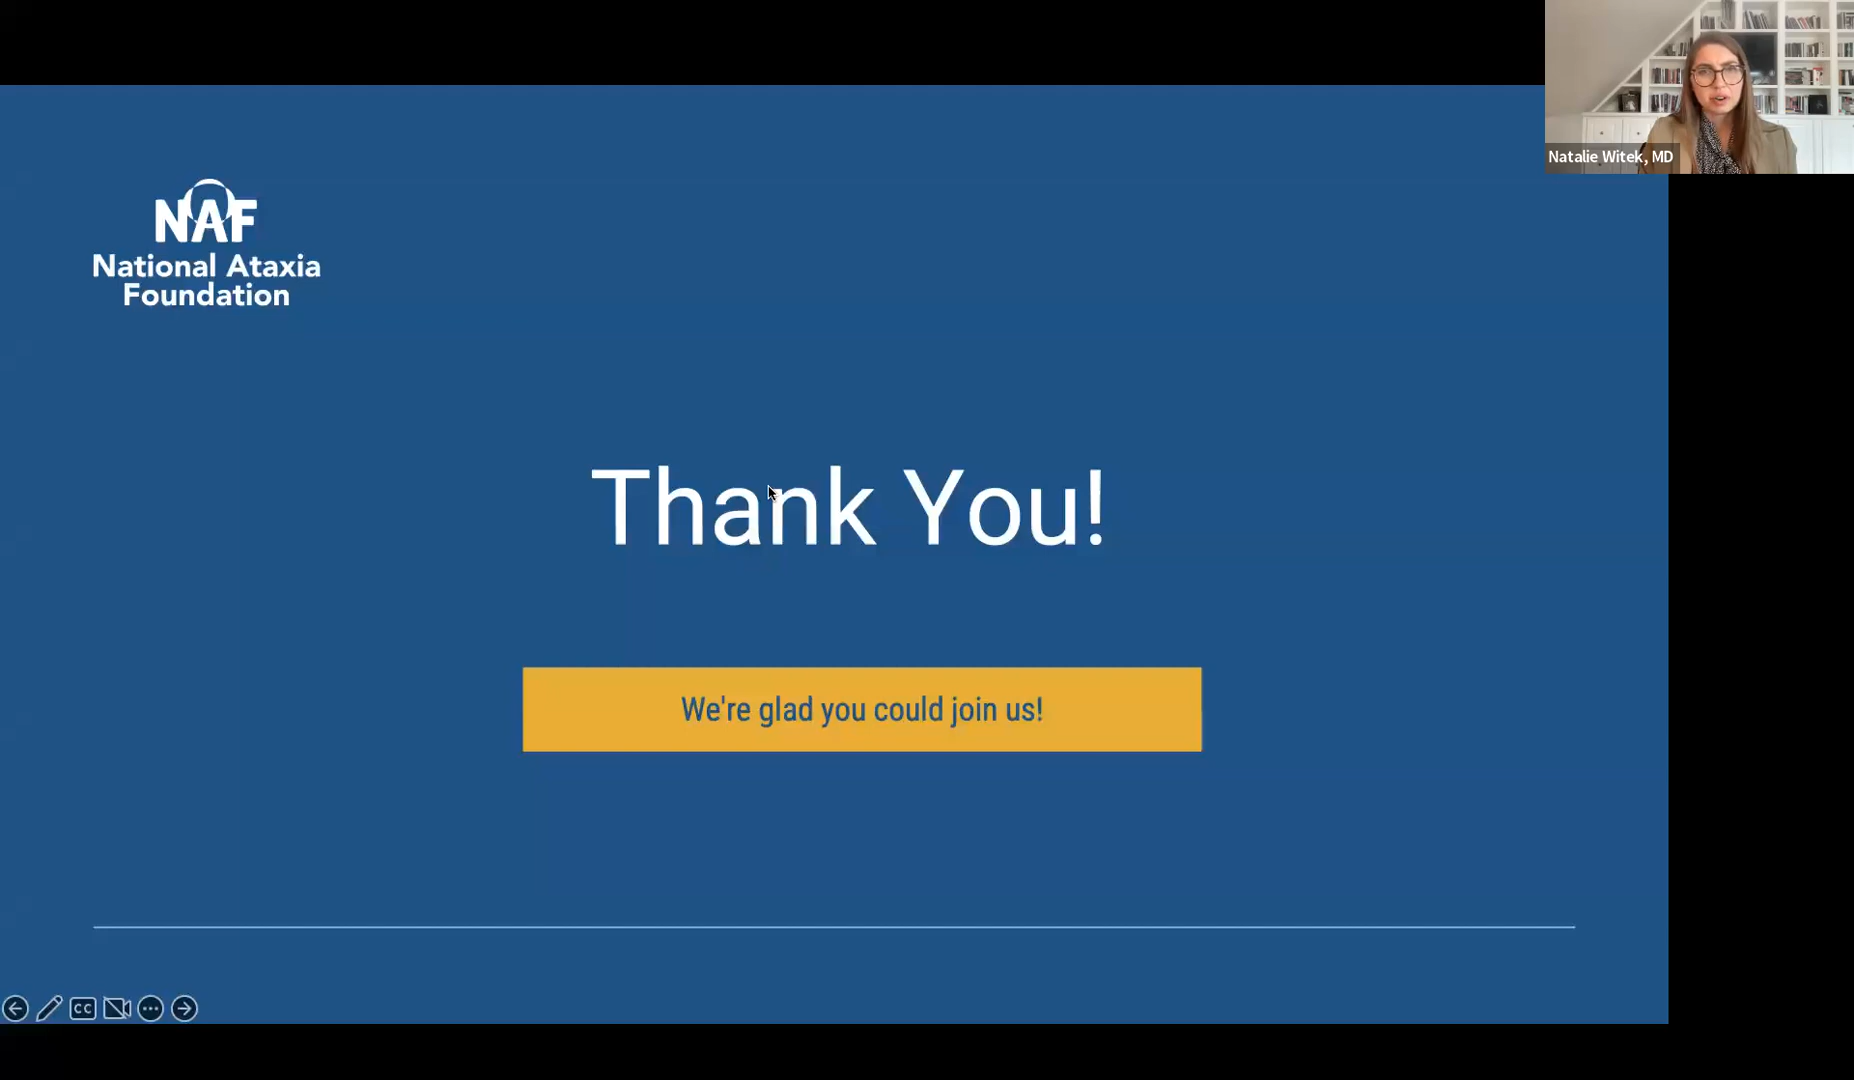 Natalie Witek, MD
NAF
National Ataxia
Foundation
Thank You!
We're glad you could join us!
CC